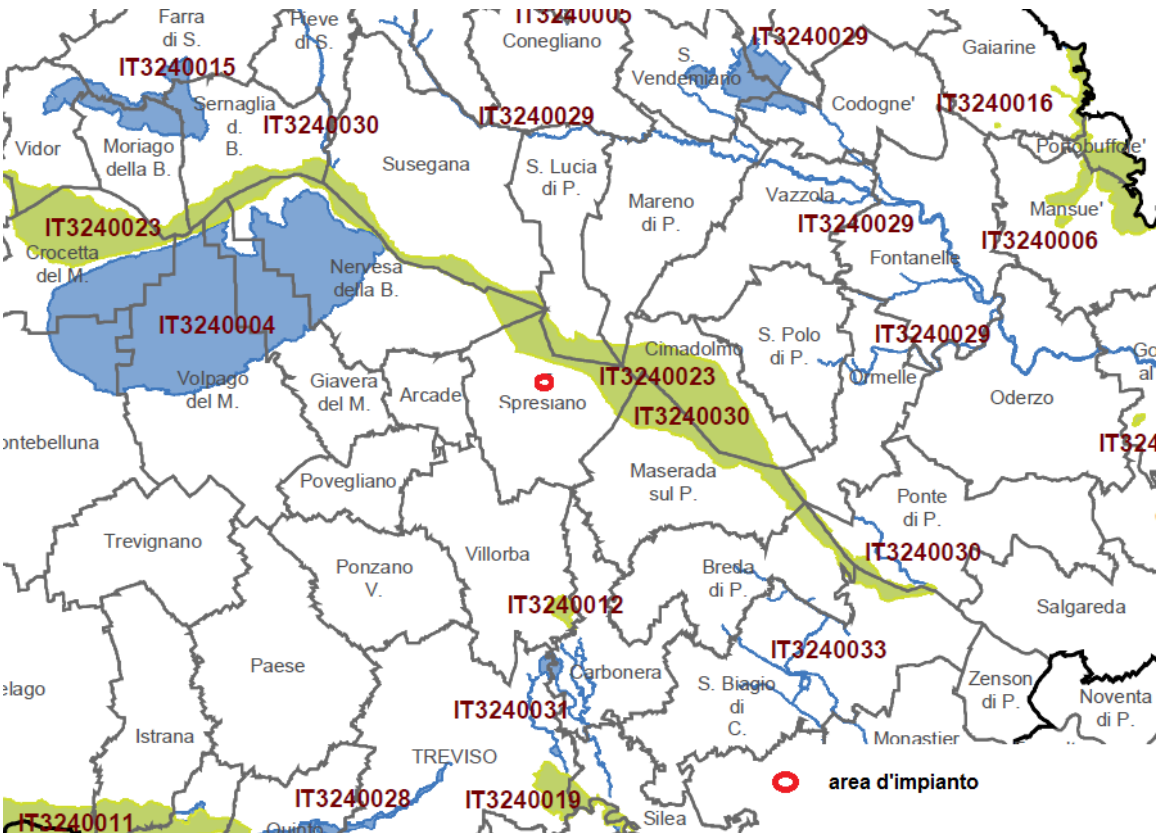 Farra
di S.
Pieve
di S.
IT3240005
Conegliano
IT3240029
Gaiarine
IT3240015
S.
Vendemiano
Codogne'
IT3240016
Sernaglia
d.
B.
IT3240030
IT3240029
Vidor
Moriago
della B.
Susegana
S. Lucia
di P.
Portobuffole'
Mareno
di P.
Vazzola
Mansue'
IT3240023
IT3240029
IT3240006
Crocetta
del M.
Nervesa
della B.
Fontanelle
IT3240004
S. Polo
di P.
IT3240029
Cimadolmo
Volpago
del M.
Giavera
del M.
Arcade
Spresiano
IT3240023
Ormelle
Oderzo
IT3240030
ontebelluna
IT324
Maserada
sul P.
Povegliano
Ponte
di P.
Trevignano
Villorba
IT3240030
Ponzano
V.
Breda
di P.
IT3240012
Salgareda
Paese
IT3240033
Carbonera
elago
S. Biagio
di
C.
Zenson
di P.
Noventa
di P.
IT3240031
Istrana
Monastier
TREVISO
area d'impianto
IT3240028
IT3240019
IT3240011
Quinto
Silea